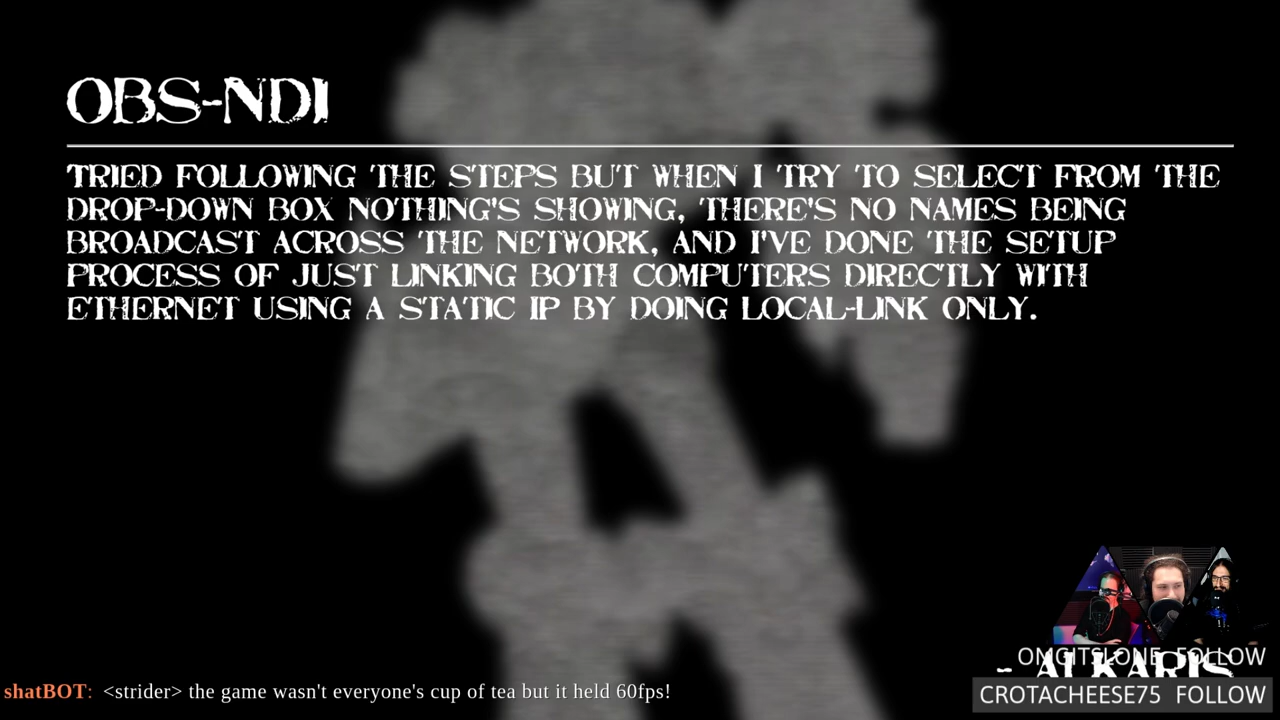 OBS-NDI
TRIED FOLLOWING THE STEPS BUT WHEN I TRY TO SELECT FROM THE
DROP-DOWN BOX NOTHING'S SHOWING, THERE'S NO NAMES BEING
BROADCAST ACROSS THE NETWORK, AND I'VE DONE THE SETUP
PROCESS OF JUST LINKING BOTH COMPUTERS DIRECTLY WITH
ETHERNET USING A STATIC IP BY DOING LOCAL-LINK ONLY.
OMGITSLONE FOLLOW
- ALKARIS
CROTACHEESE75 FOLLOW
shatBOT: <strider> the game wasn't everyone's cup of tea but it held 60fps!